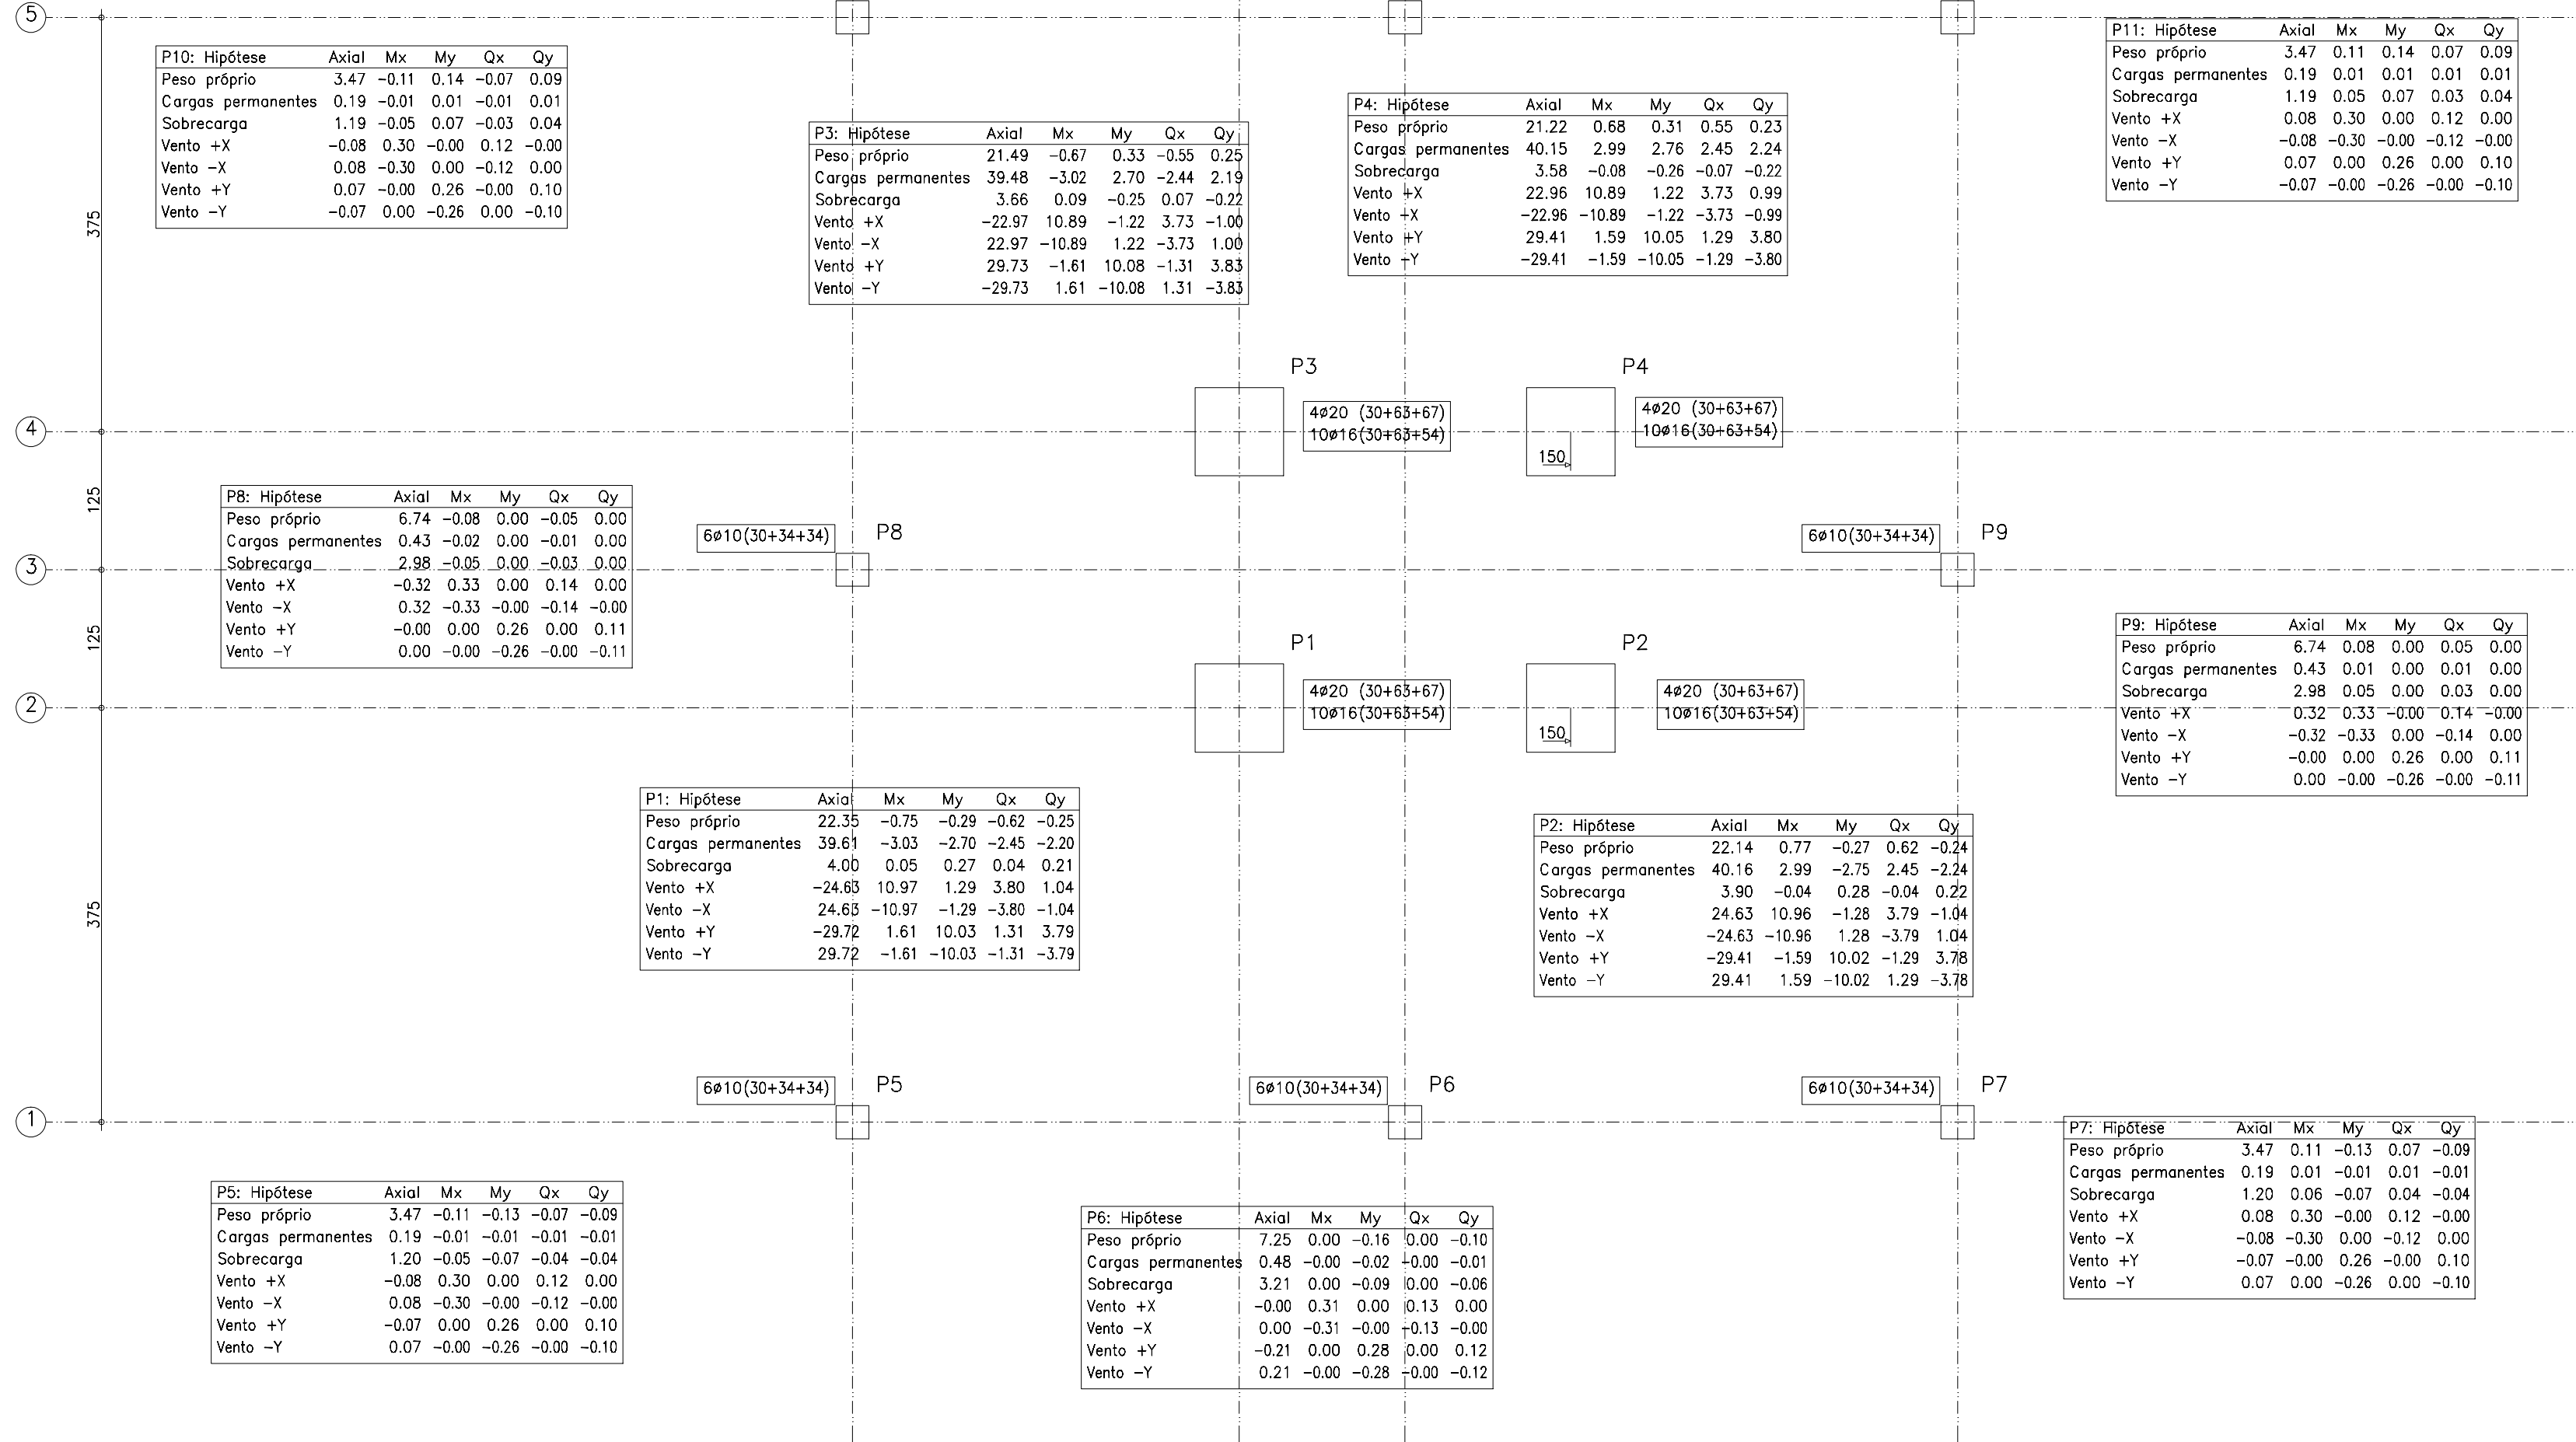 5
P10: Hipótese Axial Mx My Qx Qy
Peso próprio 3.47 −0.11 0.14 −0.07 0.09
Cargas permanentes 0.19 −0.01 0.01 −0.01 0.01
Sobrecarga 1.19 −0.05 0.07 −0.03 0.04
Vento +X −0.08 0.30 −0.00 0.12 −0.00
Vento −X 0.08 −0.30 0.00 −0.12 0.00
Vento +Y 0.07 −0.00 0.26 −0.00 0.10
Vento −Y −0.07 0.00 −0.26 0.00 −0.10
P3: Hipótese Axial Mx My Qx Qy
Peso próprio 21.49 −0.67 0.33 −0.55 0.25
Cargas permanentes 39.48 −3.02 2.70 −2.44 2.19
Sobrecarga 3.66 0.09 −0.25 0.07 −0.22
Vento +X −22.97 10.89 −1.22 3.73 −1.00
Vento −X 22.97 −10.89 1.22 −3.73 1.00
Vento +Y 29.73 −1.61 10.08 −1.31 3.83
Vento −Y −29.73 1.61 −10.08 1.31 −3.83
P4: Hipótese Axial Mx My Qx Qy
Peso próprio 21.22 0.68 0.31 0.55 0.23
Cargas permanentes 40.15 2.99 2.76 2.45 2.24
Sobrecarga 3.58 −0.08 −0.26 −0.07 −0.22
Vento +X 22.96 10.89 1.22 3.73 0.99
Vento −X −22.96 −10.89 −1.22 −3.73 −0.99
Vento +Y 29.41 1.59 10.05 1.29 3.80
Vento −Y −29.41 −1.59 −10.05 −1.29 −3.80
P11: Hipótese Axial Mx My Qx Qy
Peso próprio 3.47 0.11 0.14 0.07 0.09
Cargas permanentes 0.19 0.01 0.01 0.01 0.01
Sobrecarga 1.19 0.05 0.07 0.03 0.04
Vento +X 0.08 0.30 0.00 0.12 0.00
Vento −X −0.08 −0.30 −0.00 −0.12 −0.00
Vento +Y 0.07 0.00 0.26 0.00 0.10
Vento −Y −0.07 −0.00 −0.26 −0.00 −0.10
375
P3
P4
4ø20 (30+63+67)
10ø16(30+63+54)
4ø20 (30+63+67)
10ø16(30+63+54)
4
150
125
P8: Hipótese Axial Mx My Qx Qy
Peso próprio 6.74 −0.08 0.00 −0.05 0.00
Cargas permanentes 0.43 −0.02 0.00 −0.01 0.00
Sobrecarga 2.98 −0.05 0.00 −0.03 0.00
Vento +X −0.32 0.33 0.00 0.14 0.00
Vento −X 0.32 −0.33 −0.00 −0.14 −0.00
Vento +Y −0.00 0.00 0.26 0.00 0.11
Vento −Y 0.00 −0.00 −0.26 −0.00 −0.11
6ø10(30+34+34)
P8
6ø10(30+34+34)
P9
3
125
P1
P2
4ø20 (30+63+67)
10ø16(30+63+54)
4ø20 (30+63+67)
10ø16(30+63+54)
2
150
P9: Hipótese Axial Mx My Qx Qy
Peso próprio 6.74 0.08 0.00 0.05 0.00
Cargas permanentes 0.43 0.01 0.00 0.01 0.00
Sobrecarga 2.98 0.05 0.00 0.03 0.00
Vento +X 0.32 0.33 −0.00 0.14 −0.00
Vento −X −0.32 −0.33 0.00 −0.14 0.00
Vento +Y −0.00 0.00 0.26 0.00 0.11
Vento −Y 0.00 −0.00 −0.26 −0.00 −0.11
P1: Hipótese Axial Mx My Qx Qy
Peso próprio 22.35 −0.75 −0.29 −0.62 −0.25
Cargas permanentes 39.61 −3.03 −2.70 −2.45 −2.20
Sobrecarga 4.00 0.05 0.27 0.04 0.21
Vento +X −24.63 10.97 1.29 3.80 1.04
Vento −X 24.63 −10.97 −1.29 −3.80 −1.04
Vento +Y −29.72 1.61 10.03 1.31 3.79
Vento −Y 29.72 −1.61 −10.03 −1.31 −3.79
P2: Hipótese Axial Mx My Qx Qy
Peso próprio 22.14 0.77 −0.27 0.62 −0.24
Cargas permanentes 40.16 2.99 −2.75 2.45 −2.24
Sobrecarga 3.90 −0.04 0.28 −0.04 0.22
Vento +X 24.63 10.96 −1.28 3.79 −1.04
Vento −X −24.63 −10.96 1.28 −3.79 1.04
Vento +Y −29.41 −1.59 10.02 −1.29 3.78
Vento −Y 29.41 1.59 −10.02 1.29 −3.78
375
6ø10(30+34+34)
P5
6ø10(30+34+34)
P6
6ø10(30+34+34)
P7
1
P7: Hipótese Axial Mx My Qx Qy
Peso próprio 3.47 0.11 −0.13 0.07 −0.09
Cargas permanentes 0.19 0.01 −0.01 0.01 −0.01
Sobrecarga 1.20 0.06 −0.07 0.04 −0.04
Vento +X 0.08 0.30 −0.00 0.12 −0.00
Vento −X −0.08 −0.30 0.00 −0.12 0.00
Vento +Y −0.07 −0.00 0.26 −0.00 0.10
Vento −Y 0.07 0.00 −0.26 0.00 −0.10
P5: Hipótese Axial Mx My Qx Qy
Peso próprio 3.47 −0.11 −0.13 −0.07 −0.09
Cargas permanentes 0.19 −0.01 −0.01 −0.01 −0.01
Sobrecarga 1.20 −0.05 −0.07 −0.04 −0.04
Vento +X −0.08 0.30 0.00 0.12 0.00
Vento −X 0.08 −0.30 −0.00 −0.12 −0.00
Vento +Y −0.07 0.00 0.26 0.00 0.10
Vento −Y 0.07 −0.00 −0.26 −0.00 −0.10
P6: Hipótese Axial Mx My Qx Qy
Peso próprio 7.25 0.00 −0.16 0.00 −0.10
Cargas permanentes 0.48 −0.00 −0.02 −0.00 −0.01
Sobrecarga 3.21 0.00 −0.09 0.00 −0.06
Vento +X −0.00 0.31 0.00 0.13 0.00
Vento −X 0.00 −0.31 −0.00 −0.13 −0.00
Vento +Y −0.21 0.00 0.28 0.00 0.12
Vento −Y 0.21 −0.00 −0.28 −0.00 −0.12